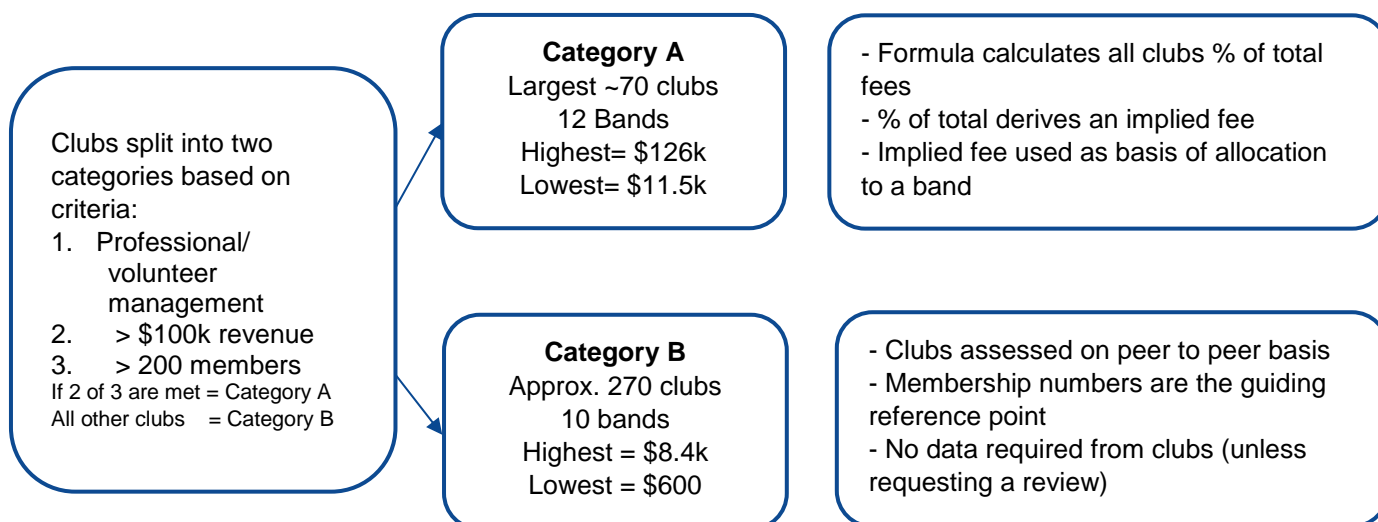 Clubs split into two
categories based on
criteria:
1. Professional/
volunteer
management
2. > $100k revenue
3. > 200 members
If 2 of 3 are met = Category A
All other clubs = Category B
Category A
Largest ~70 clubs
12 Bands
Highest= $126k
Lowest= $11.5k
- Formula calculates all clubs % of total
fees
- % of total derives an implied fee
- Implied fee used as basis of allocation
to a band
Category B
Approx. 270 clubs
10 bands
Highest = $8.4k
Lowest = $600
- Clubs assessed on peer to peer basis
- Membership numbers are the guiding
reference point
- No data required from clubs (unless
requesting a review)